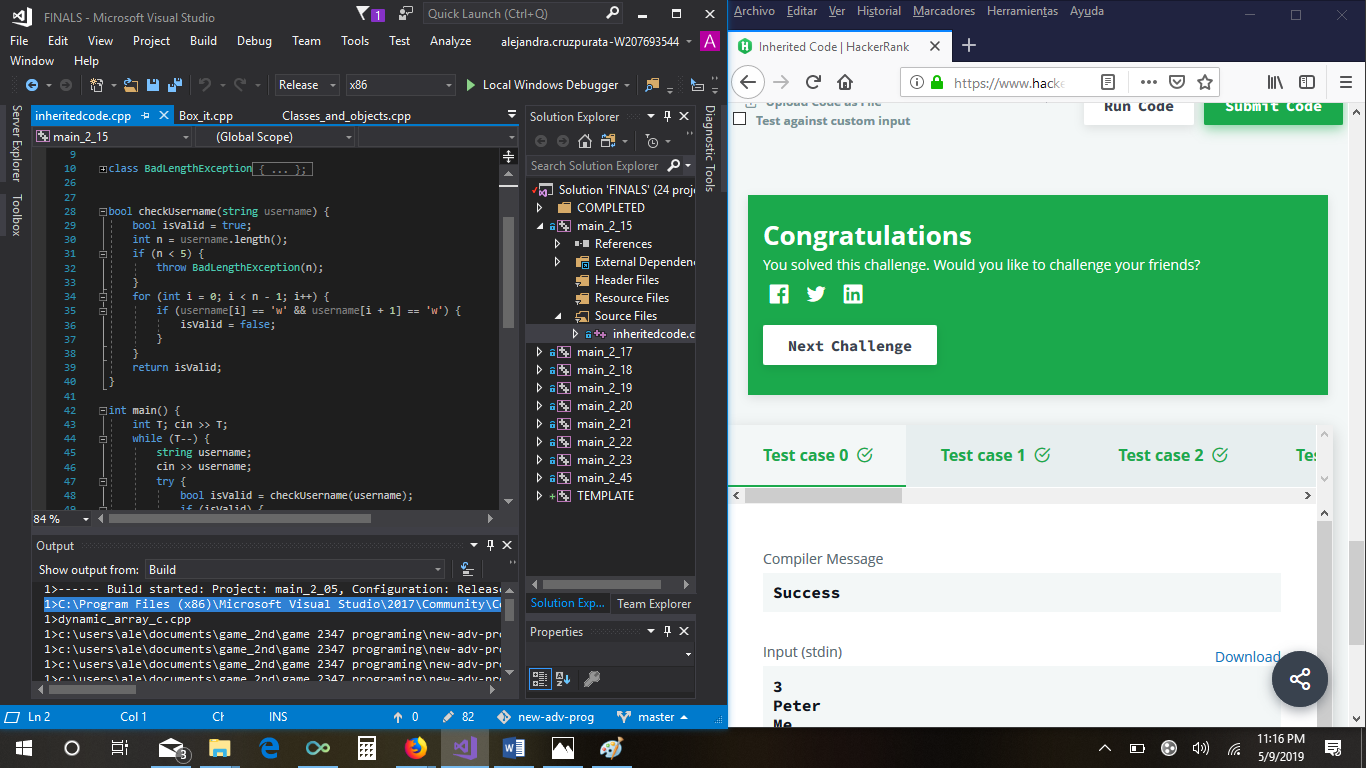 FINALS - Microsoft Visual Studio
1
Quick Launch (Ctrl+Q)
File Edit View Project Build Debug Team Tools Test Analyze
alejandra.cruzpurata-W207693544
A
Window Help
Release
x86
Local Windows Debugger
Server Explorer
Toolbox
inheritedcode.cpp
Box_it.cpp
Classes_and_objects.cpp
main_2_15
(Global Scope)
9
10 class BadLengthException{ ... };
26
27
28 bool checkUsername(string username) {
29 bool isValid = true;
30 int n = username.length();
31 if (n < 5) {
32 throw BadLengthException(n);
33 }
34 for (int i = 0; i < n - 1; i++) {
35 if (username[i] == 'w' && username[i + 1] == 'w') {
36 isValid = false;
37 }
38 }
39 return isValid;
40 }
41
42 int main() {
43 int T; cin >> T;
44 while (T--) {
45 string username;
46 cin >> username;
47 try {
48 bool isValid = checkUsername(username);
49 if (isValid) {
84 %
Output
Show output from: Build
1>------ Build started: Project: main_2_05, Configuration: Release
1>C:\Program Files (x86)\Microsoft Visual Studio\2017\Community\Co
1>dynamic_array_c.cpp
1>c:\users\ale\documents\game_2nd\game 2347 programing\new-adv-pro
1>c:\users\ale\documents\game_2nd\game 2347 programing\new-adv-pro
1>c:\users\ale\documents\game_2nd\game 2347 programing\new-adv-pro
1>c:\users\ale\documents\game_2nd\game 2347 programing\new-adv-pro
Solution Explorer
Search Solution Explorer
Solution 'FINALS' (24 proje
COMPLETED
main_2_15
References
External Dependenc
Header Files
Resource Files
Source Files
inheritedcode.c
main_2_17
main_2_18
main_2_19
main_2_20
main_2_21
main_2_22
main_2_23
main_2_45
TEMPLATE
Solution Exp...
Team Explorer
Properties
Diagnostic Tools
Ln 2
Col 1
Ch
INS
0
82
new-adv-prog
master
Archivo Editar Ver Historial Marcadores Herramientas Ayuda
Inherited Code | HackerRank
https://www.hacke
Upload Code as File
Test against custom input
Run Code
Submit Code
Congratulations
You solved this challenge. Would you like to challenge your friends?
Next Challenge
Test case 0
Test case 1
Test case 2
Tes
Compiler Message
Success
Input (stdin)
Download
3
Peter
Me
3
11:16 PM
5/9/2019